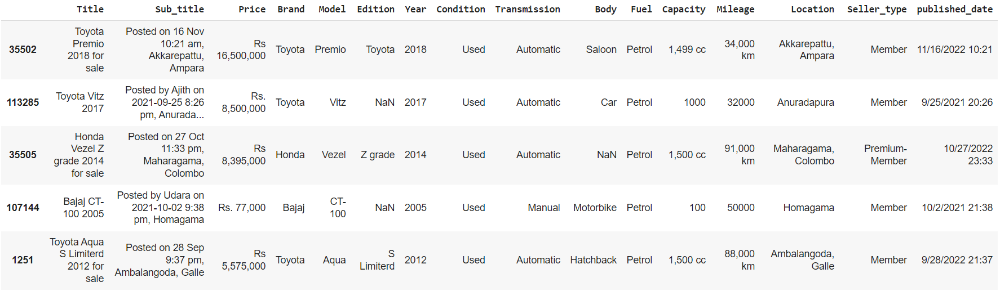 Title Sub_title Price Brand Model Edition Year Condition Transmission Body Fuel Capacity Mileage Location Seller_type published_date
35502 Toyota Premio 2018 for sale Posted on 16 Nov 10:21 am, Akkarepattu, Ampara Rs 16,500,000 Toyota Premio Toyota 2018 Used Automatic Saloon Petrol 1,499 cc 34,000 km Akkarepattu, Ampara Member 11/16/2022 10:21
113285 Toyota Vitz 2017 Posted by Ajith on 2021-09-25 8:26 pm, Anurada... Rs. 8,500,000 Toyota Vitz NaN 2017 Used Automatic Car Petrol 1000 32000 Anuradapura Member 9/25/2021 20:26
35505 Honda Vezel Z grade 2014 for sale Posted on 27 Oct 11:33 pm, Maharagama, Colombo Rs 8,395,000 Honda Vezel Z grade 2014 Used Automatic NaN Petrol 1,500 cc 91,000 km Maharagama, Colombo Premium-Member 10/27/2022 23:33
107144 Bajaj CT-100 2005 Posted by Udara on 2021-10-02 9:38 pm, Homagama Rs. 77,000 Bajaj CT-100 NaN 2005 Used Manual Motorbike Petrol 100 50000 Homagama Member 10/2/2021 21:38
1251 Toyota Aqua S Limiterd 2012 for sale Posted on 28 Sep 9:37 pm, Ambalangoda, Galle Rs 5,575,000 Toyota Aqua S Limiterd 2012 Used Automatic Hatchback Petrol 1,500 cc 88,000 km Ambalangoda, Galle Member 9/28/2022 21:37